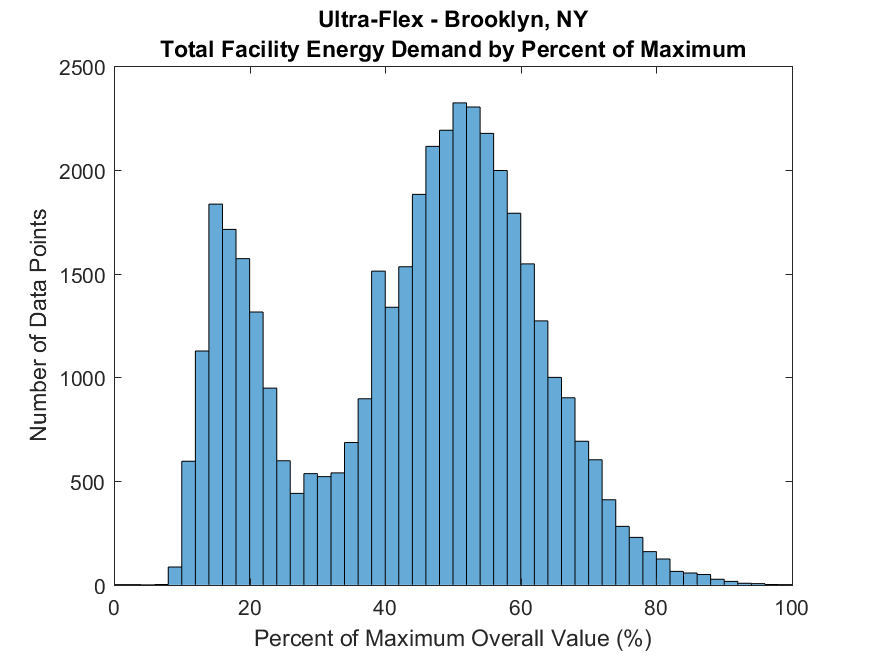 Ultra-Flex - Brooklyn, NY
Total Facility Energy Demand by Percent of Maximum
2500
2000
1500
1000
500
0
Number of Data Points
0 20 40 60 80 100
Percent of Maximum Overall Value (%)